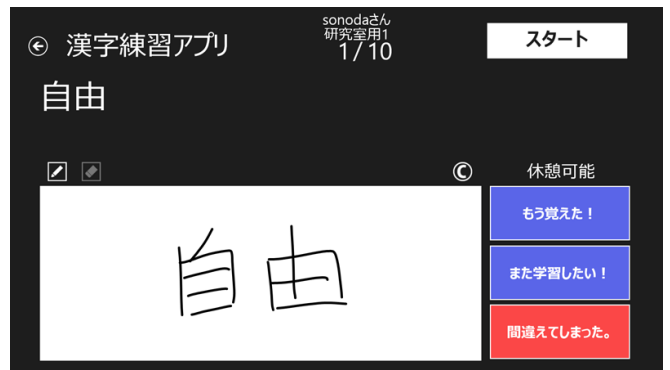 漢字練習アプリ
sonodaさん
研究室用1
1/10
スタート
自由
©
休憩可能
自由
もう覚えた!
また学習したい!
間違えてしまった。